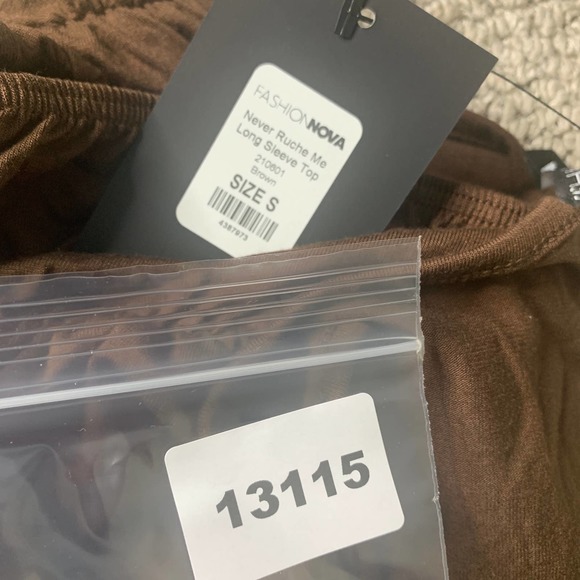 FASHIONNOVA
Never Ruche Me
Long Sleeve Top
210601
Brown
SIZE S
4387973
13115